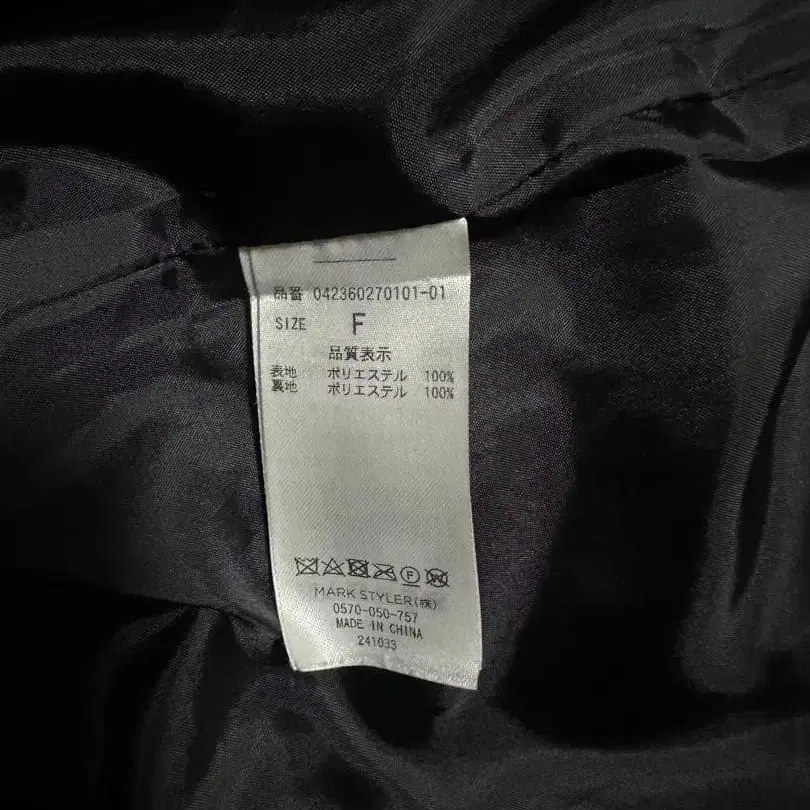 品番 042360270101-01
SIZE F
品質表示
表地 ポリエステル 100%
裏地 ポリエステル 100%
F W
MARK STYLER(株)
0570-050-757
MADE IN CHINA
241033